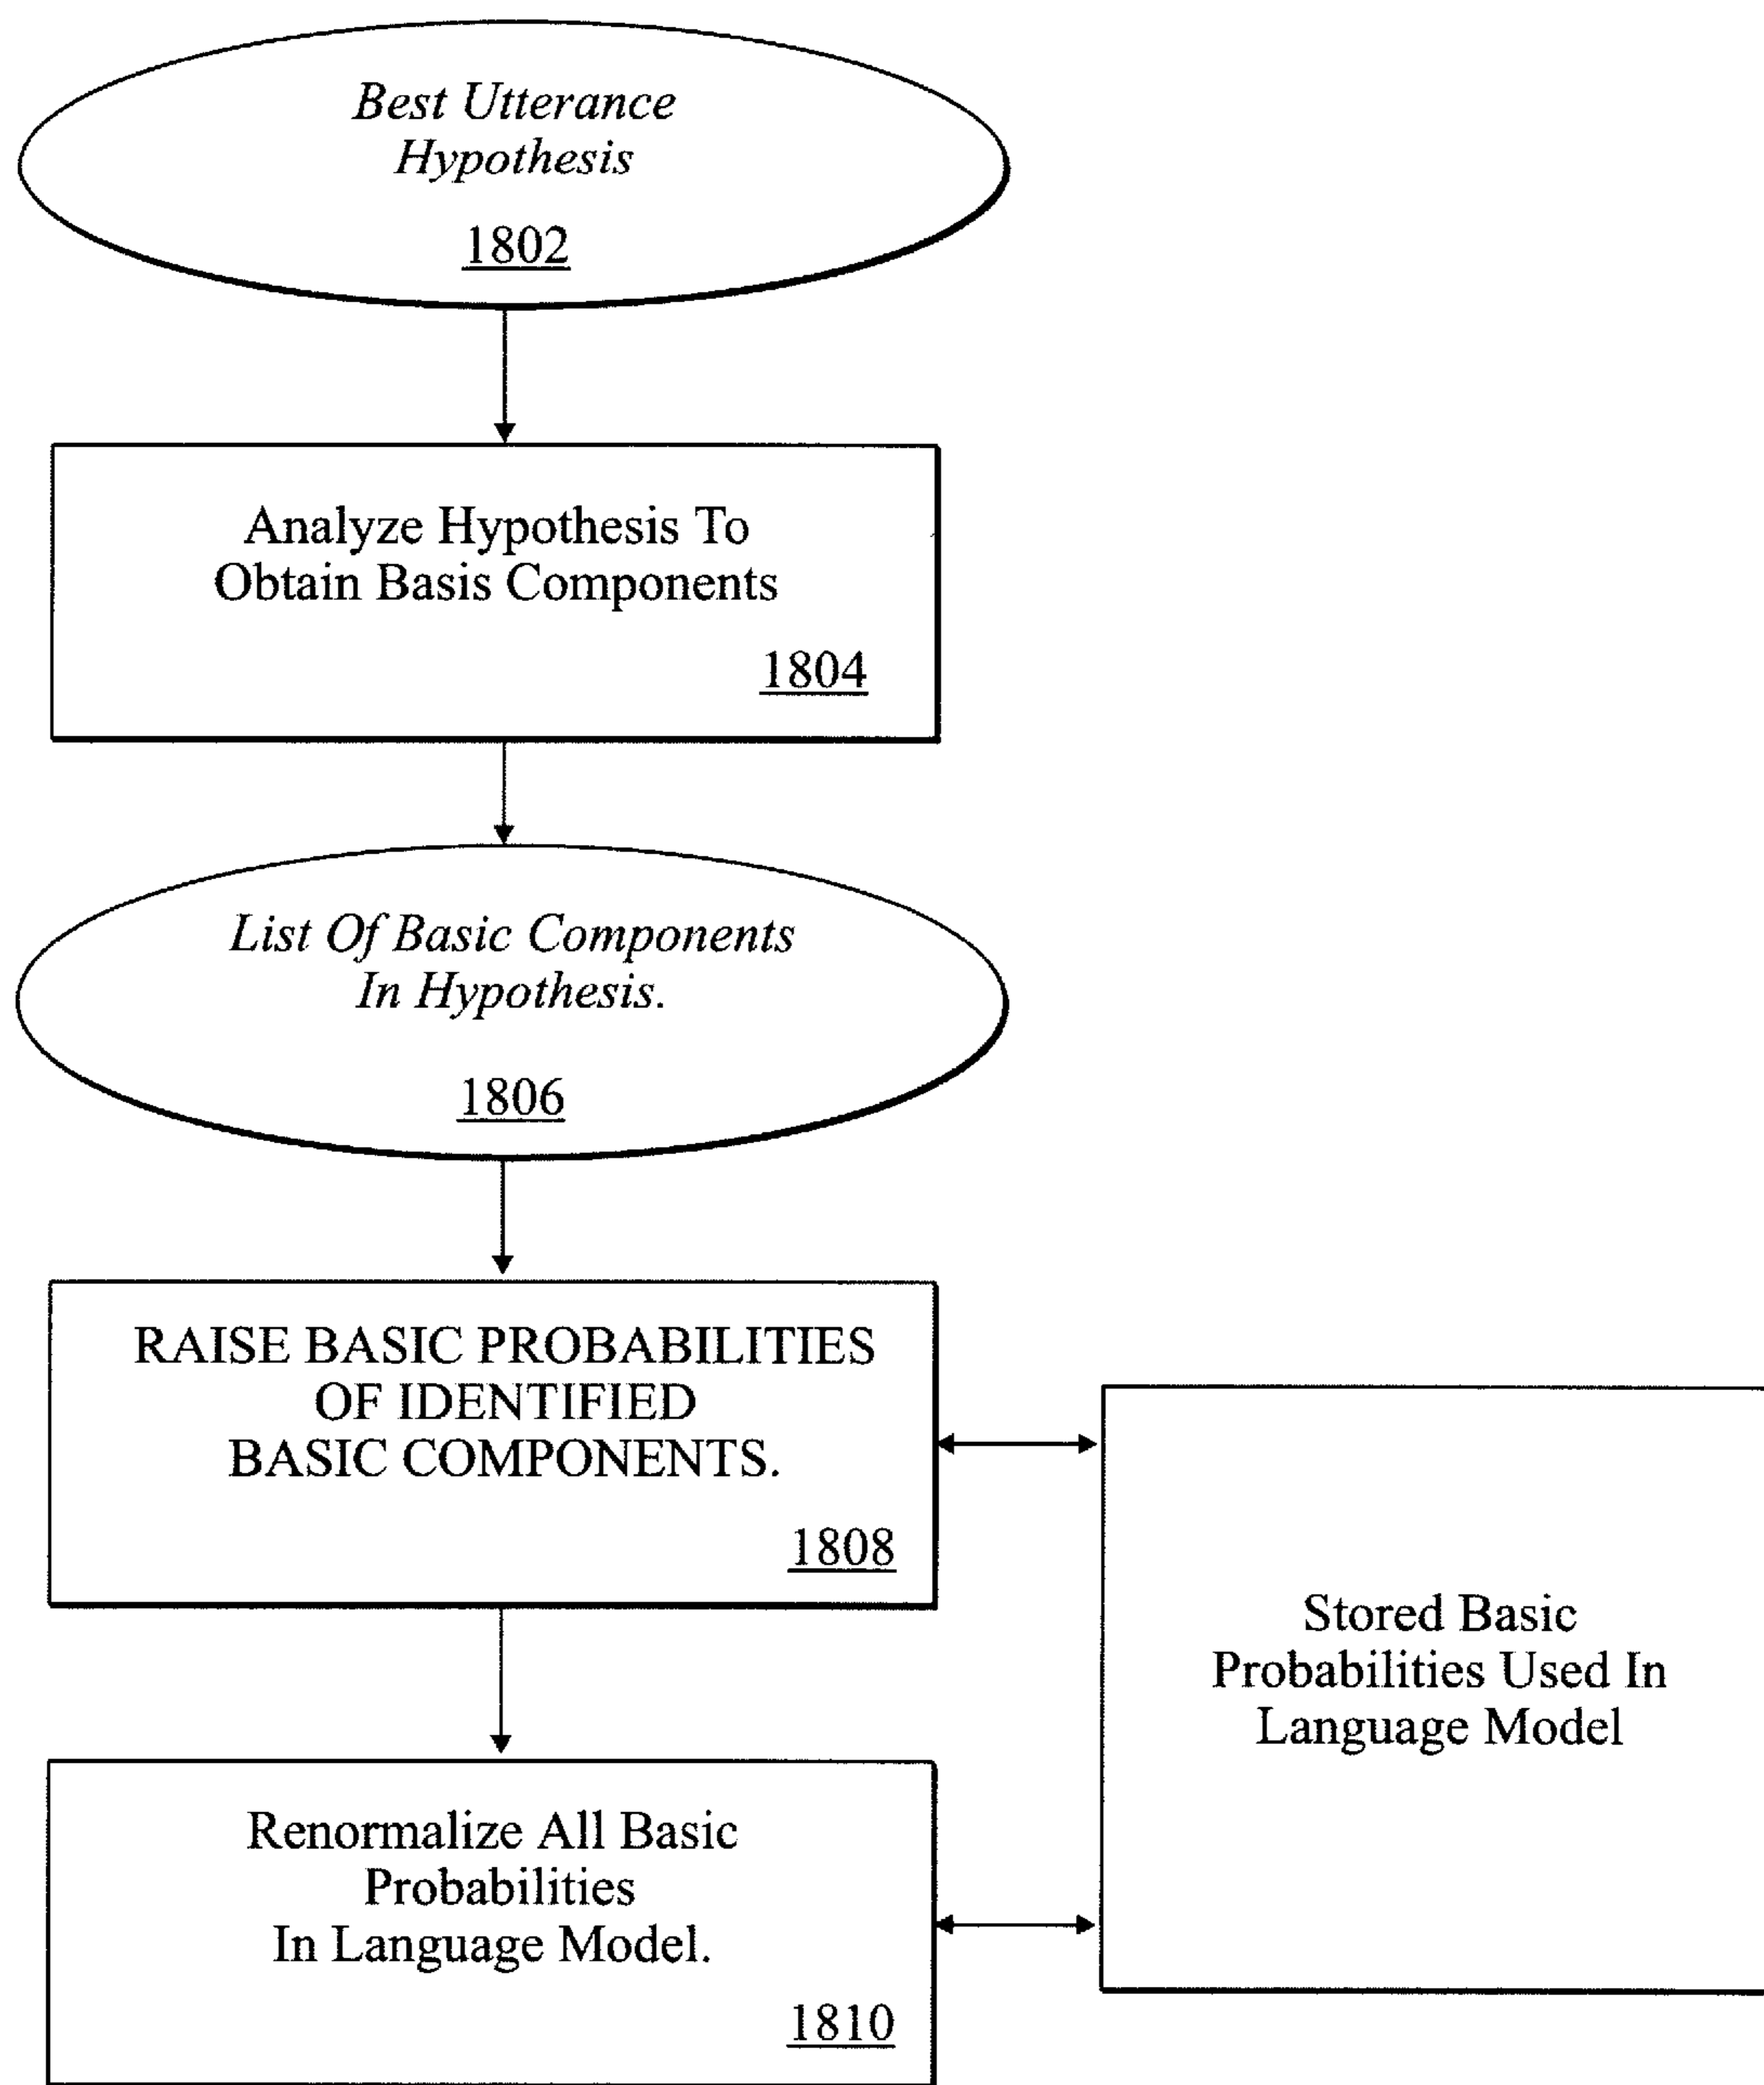 Best Utterance
Hypothesis
1802
Analyze Hypothesis To
Obtain Basis Components
1804
List Of Basic Components
In Hypothesis.
1806
RAISE BASIC PROBABILITIES
OF IDENTIFIED
BASIC COMPONENTS.
1808
Stored Basic
Probabilities Used In
Language Model
Renormalize All Basic
Probabilities
In Language Model.
1810